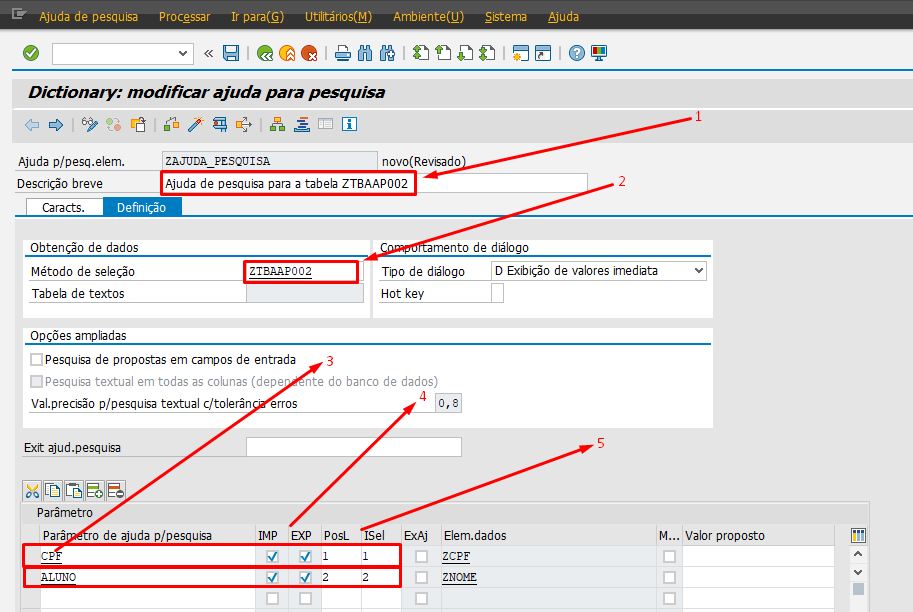 Ajuda de pesquisa Processar Ir para(G) Utilitários(M) Ambiente(U) Sistema Ajuda
Dictionary: modificar ajuda para pesquisa
1
Ajuda p/pesq.elem. ZAJUDA_PESQUISA novo(Revisado)
Descrição breve Ajuda de pesquisa para a tabela ZTBAAP002
2
Caracts. Definição
Obtenção de dados Comportamento de diálogo
Método de seleção ZTBAAP002 Tipo de diálogo D Exibição de valores imediata
Tabela de textos Hot key
Opções ampliadas
Pesquisa de propostas em campos de entrada 3
Pesquisa textual em todas as colunas (dependente do banco de dados)
Val.precisão p/pesquisa textual c/tolerância erros 4 0,8
Exit ajud.pesquisa 5
Parâmetro
Parâmetro de ajuda p/pesquisa IMP EXP PosL ISel ExAj Elem.dados M... Valor proposto
CPF 1 1 ZCPF
ALUNO 2 2 ZNOME